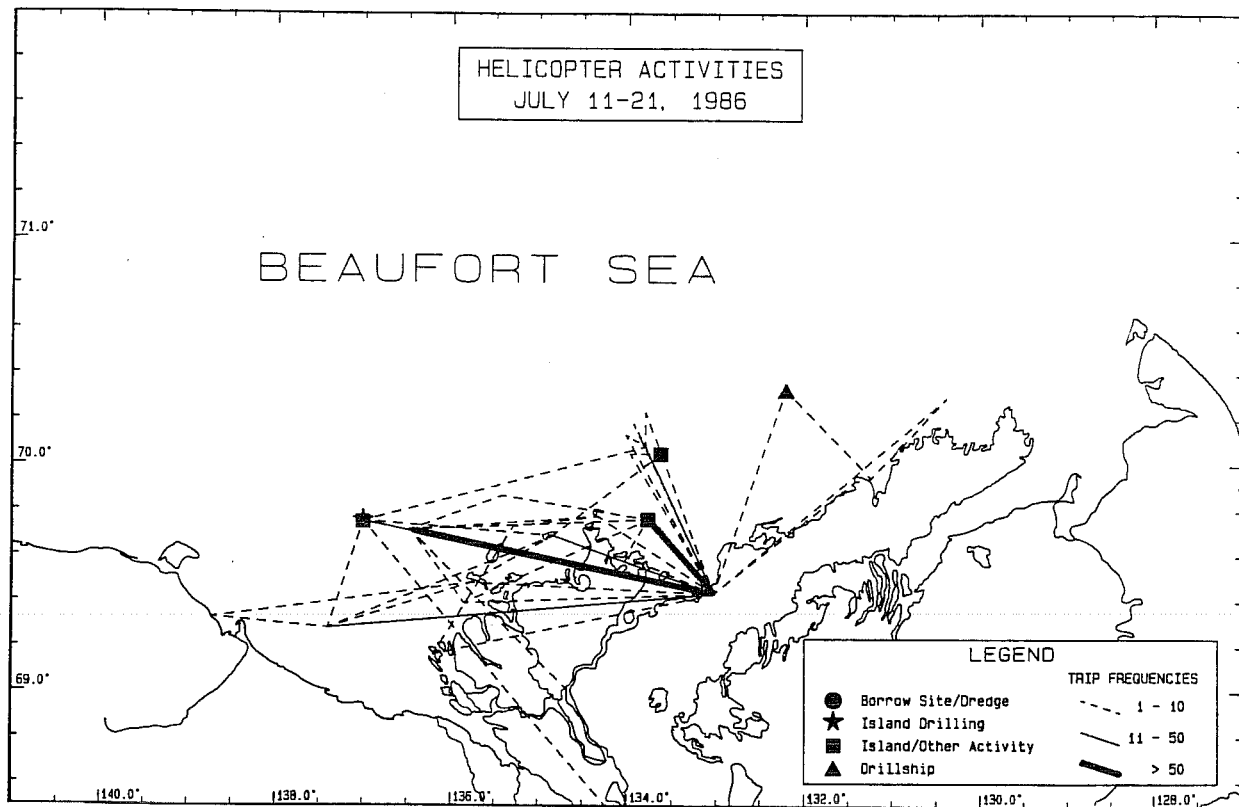 HELICOPTER ACTIVITIES
JULY 11-21, 1986
71.0°
BEAUFORT SEA
70.0°
69.0°
LEGEND
TRIP FREQUENCIES
Borrow Site/Dredge
1 - 10
Island Drilling
11 - 50
Island/Other Activity
> 50
Drillship
140.0°
138.0°
136.0°
134.0°
132.0°
130.0°
128.0°